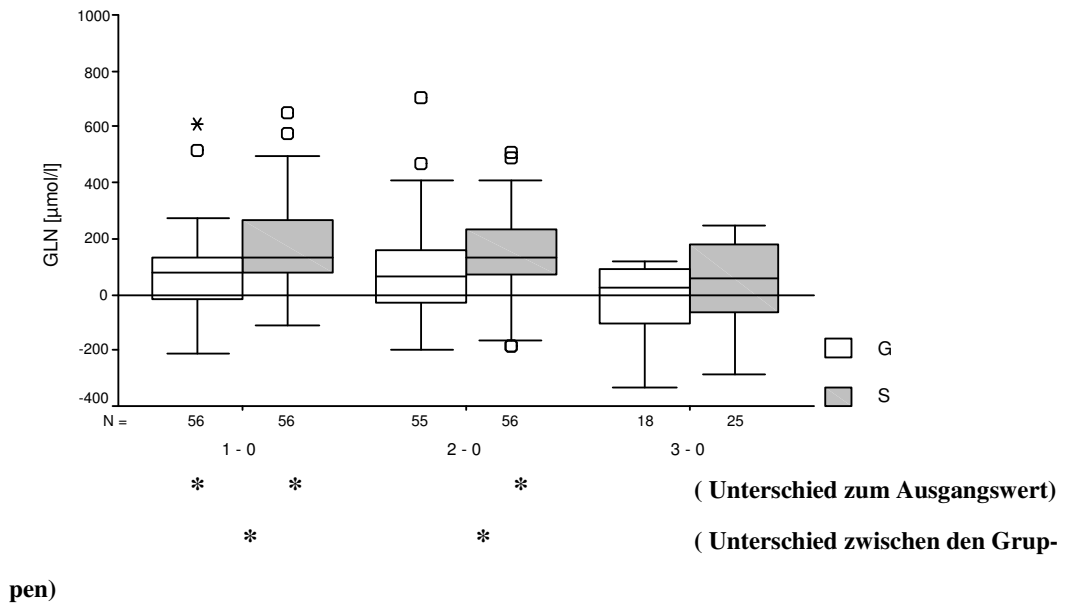 1000
800
600
400
200
0
-200
-400
GLN [µmol/l]
G
S
N = 56 56 55 56 18 25
1 - 0 2 - 0 3 - 0
* * * ( Unterschied zum Ausgangswert)
* * ( Unterschied zwischen den Grup-
pen)